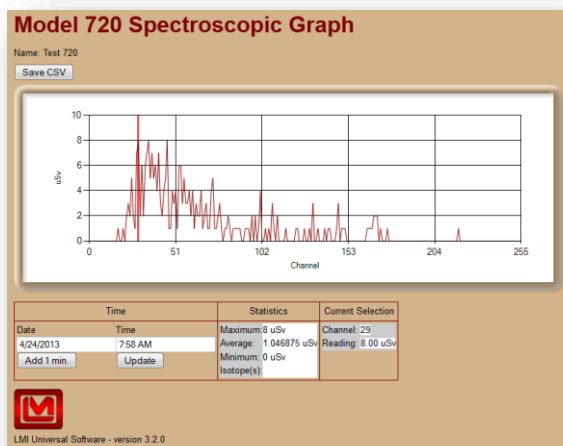 Model 720 Spectroscopic Graph
Name: Test 720
Save CSV
10
8
6
4
2
0
uSv
0 51 102 153 204 255
Channel
Time Statistics Current Selection
Date Time Maximum: 8 uSv Channel: 29
4/24/2013 7:58 AM Average: 1.046875 uSv Reading: 8.00 uSv
Add 1 min. Update Minimum: 0 uSv
Isotope(s):
LMI
LMI Universal Software - version 3.2.0